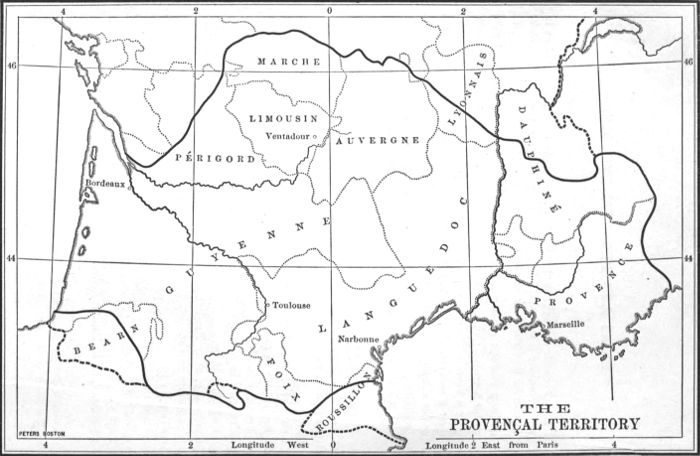 4 2 0 2 4
46 46
MARCHE
LYONNAIS
LIMOUSIN
Ventadour
DAUPHINÉ
AUVERGNE
PÉRIGORD
Bordeaux
GUYENNE
LANGUEDOC
44 44
PROVENCE
Toulouse
Marseille
Narbonne
BEARN
FOIX
ROUSSILLON
THE
PROVENÇAL TERRITORY
PETERS BOSTON
4 2 Longitude West 0 Longitude 2 East from Paris 4